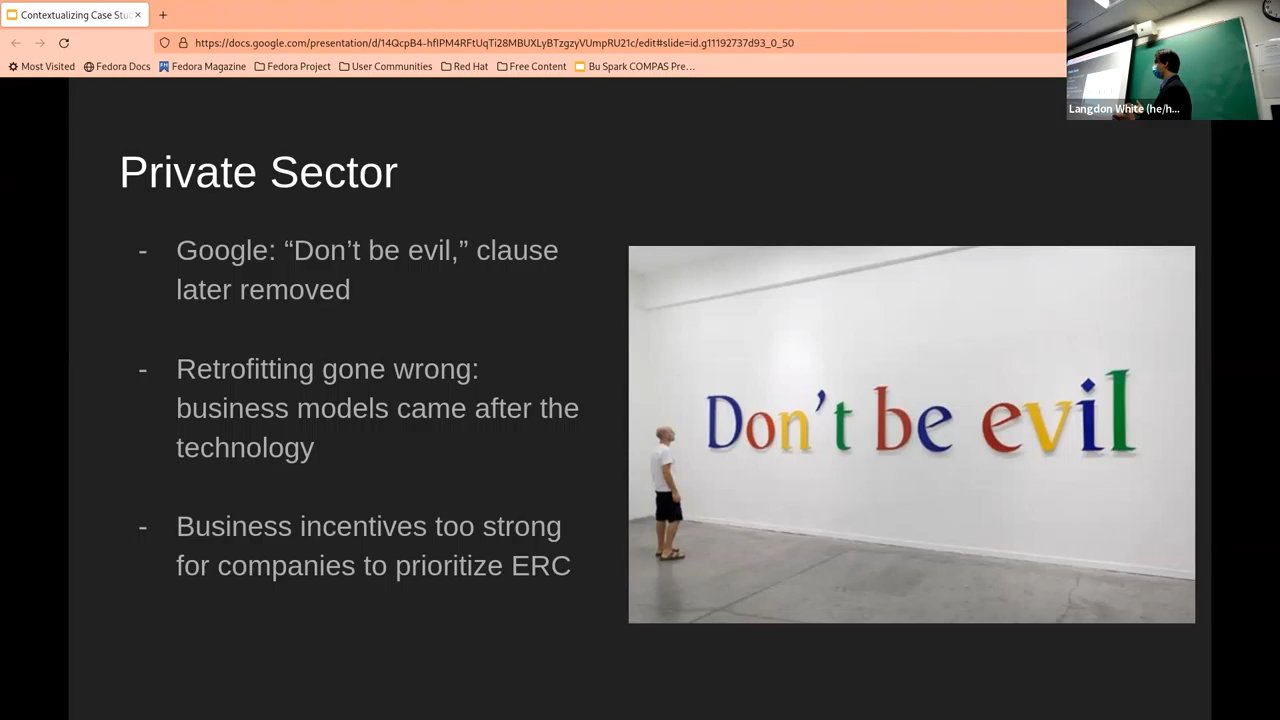 Contextualizing Case Stu
https://docs.google.com/presentation/d/14QcpB4-hfIPM4RFtUqTi28MBUXLyBTzgzyVUmpRU21c/edit#slide=id.g11192737d93_0_50
Most Visited Fedora Docs Fedora Magazine Fedora Project User Communities Red Hat Free Content Bu Spark COMPAS Pre…
Langdon White (he/h...
Private Sector
- Google: “Don’t be evil,” clause
later removed
- Retrofitting gone wrong:
business models came after the
technology
- Business incentives too strong
for companies to prioritize ERC
Don’t be evil